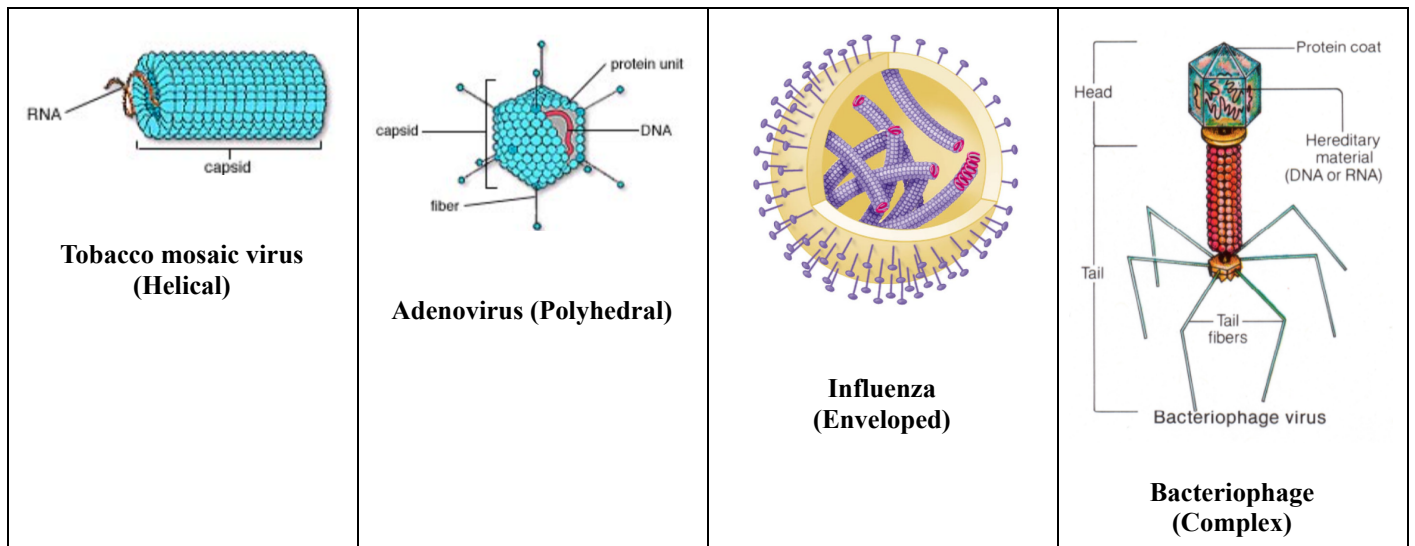 RNA
capsid
Tobacco mosaic virus
(Helical)
protein unit
capsid
DNA
fiber
Adenovirus (Polyhedral)
Influenza
(Enveloped)
Protein coat
Head
Hereditary
material
(DNA or RNA)
Tail
Tail
fibers
Bacteriophage virus
Bacteriophage
(Complex)